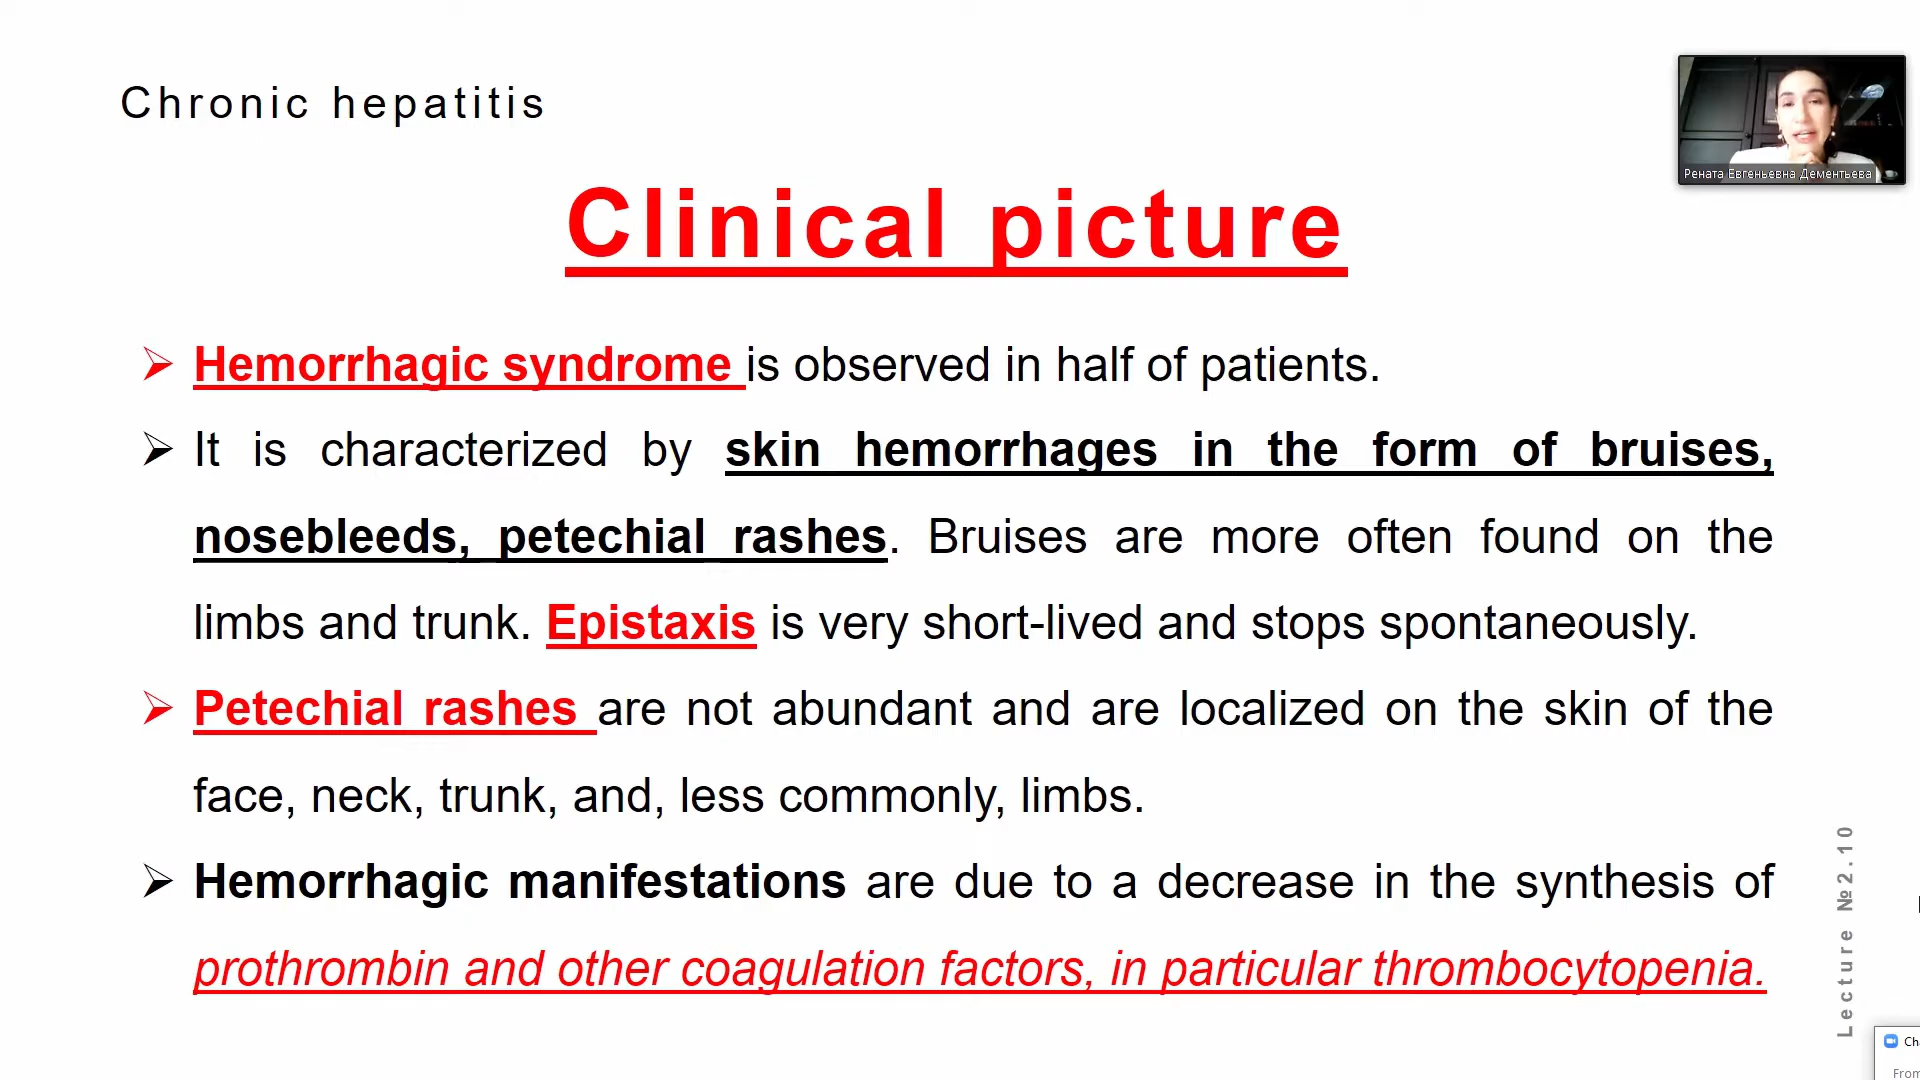 Chronic hepatitis
Рената Евгеньевна Дементьева
Clinical picture
Hemorrhagic syndrome is observed in half of patients.
It is characterized by skin hemorrhages in the form of bruises,
nosebleeds, petechial rashes. Bruises are more often found on the
limbs and trunk. Epistaxis is very short-lived and stops spontaneously.
Petechial rashes are not abundant and are localized on the skin of the
face, neck, trunk, and, less commonly, limbs.
Hemorrhagic manifestations are due to a decrease in the synthesis of
prothrombin and other coagulation factors, in particular thrombocytopenia.
Lecture №2.10
From